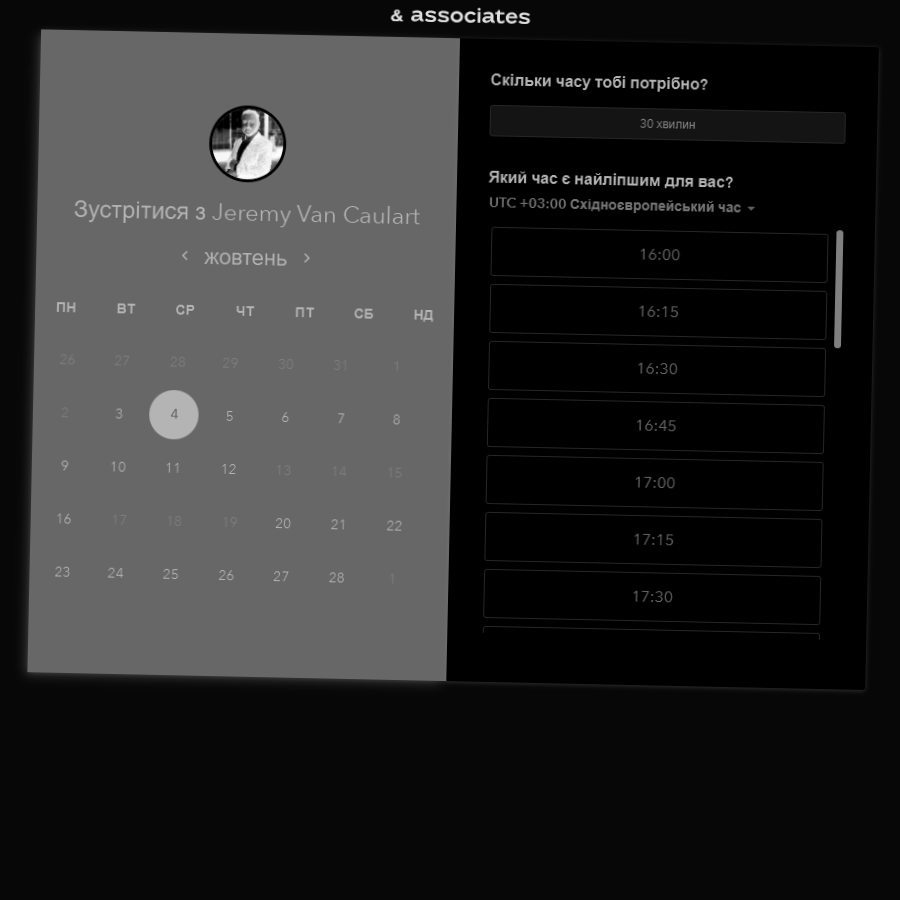 & associates
Зустрітися з Jeremy Van Caulart
жовтень
ПН ВТ СР ЧТ ПТ СБ НД
26 27 28 29 30 31 1
2 3 4 5 6 7 8
9 10 11 12 13 14 15
16 17 18 19 20 21 22
23 24 25 26 27 28 1
Скільки часу тобі потрібно?
30 хвилин
Який час є найліпшим для вас?
UTC +03:00 Східноєвропейський час
16:00
16:15
16:30
16:45
17:00
17:15
17:30